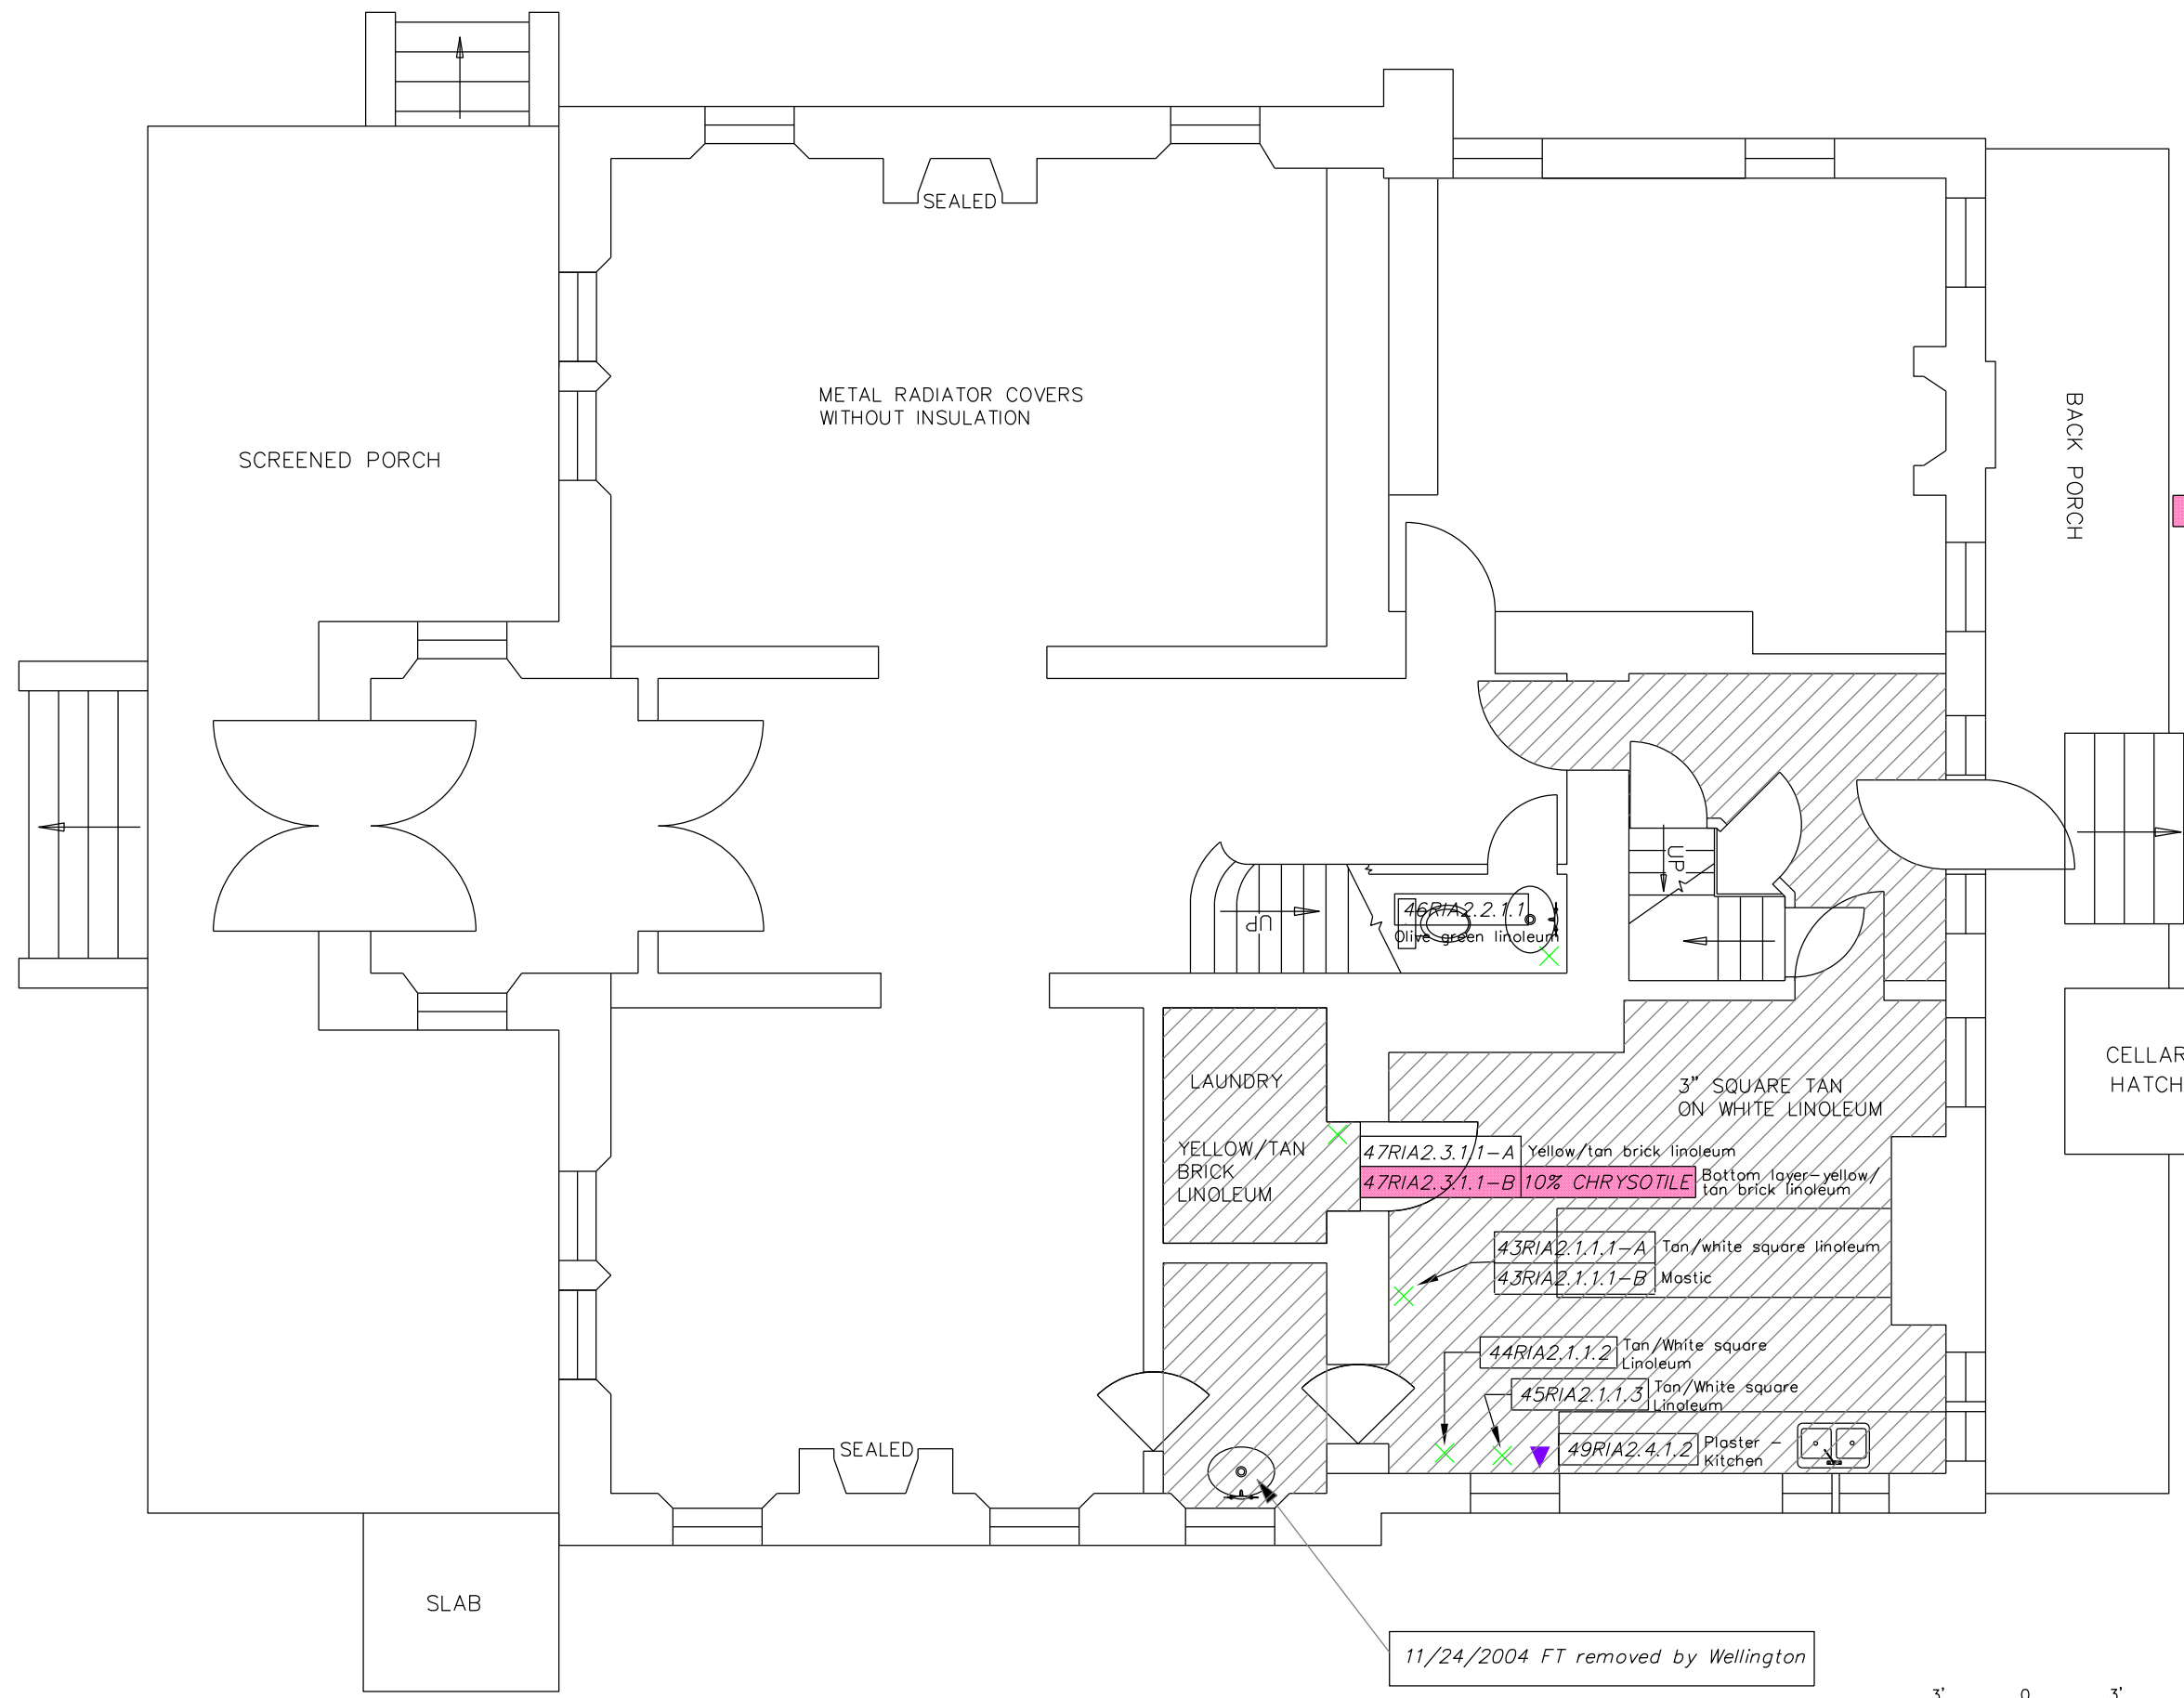 SEALED
METAL RADIATOR COVERS
WITHOUT INSULATION
SCREENED PORCH
BACK PORCH
UP
UP
46RIA2.2.1.1
Olive green linoleum
CELLAR
HATCH
LAUNDRY
YELLOW/TAN
BRICK
LINOLEUM
3" SQUARE TAN
ON WHITE LINOLEUM
47RIA2.3.1.1-A Yellow/tan brick linoleum
47RIA2.3.1.1-B 10% CHRYSOTILE Bottom layer-yellow/
tan brick linoleum
43RIA2.1.1.1-A Tan/white square linoleum
43RIA2.1.1.1-B Mastic
44RIA2.1.1.2 Tan/White square
Linoleum
45RIA2.1.1.3 Tan/White square
Linoleum
49RIA2.4.1.2 Plaster -
Kitchen
SEALED
SLAB
11/24/2004 FT removed by Wellington
3' 0 3'